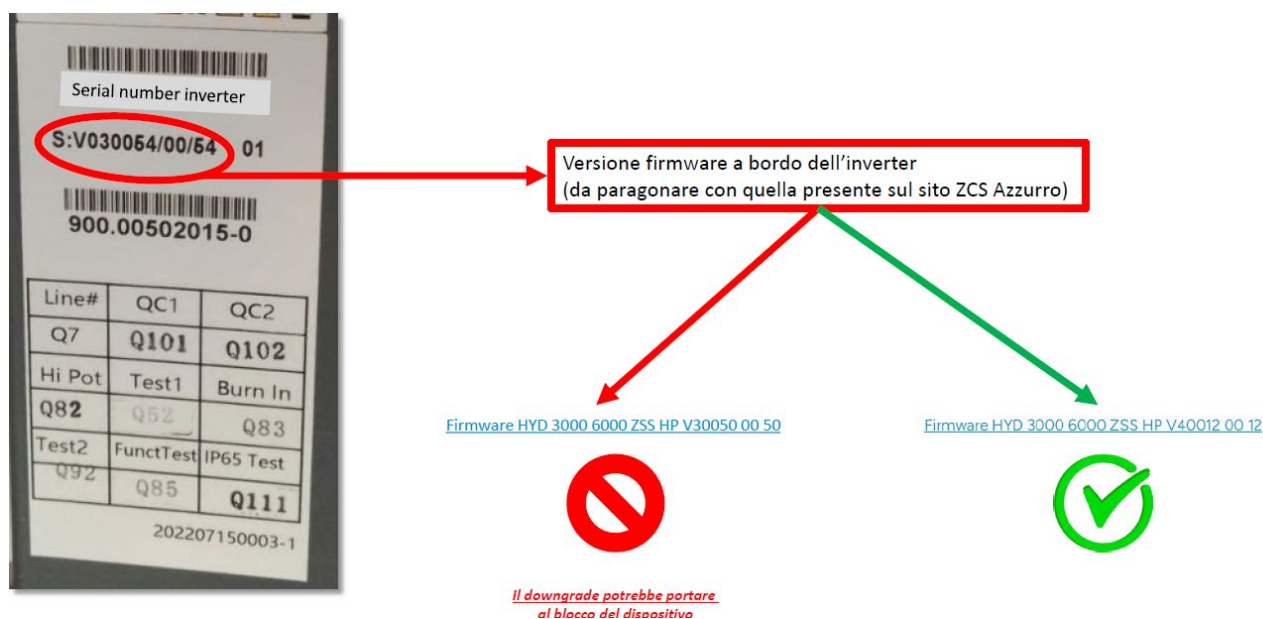 Serial number inverter
S:V030054/00/54 01
900.00502015-0
Line# QC1 QC2
Q7 Q101 Q102
Hi Pot Test1 Burn In
Q82 Q52 Q83
Test2 FunctTest IP65 Test
Q92 Q85 Q111
202207150003-1
Versione firmware a bordo dell'inverter
(da paragonare con quella presente sul sito ZCS Azzurro)
Firmware HYD 3000 6000 ZSS HP V30050 00 50
Firmware HYD 3000 6000 ZSS HP V40012 00 12
Il downgrade potrebbe portare
al blocco del dispositivo